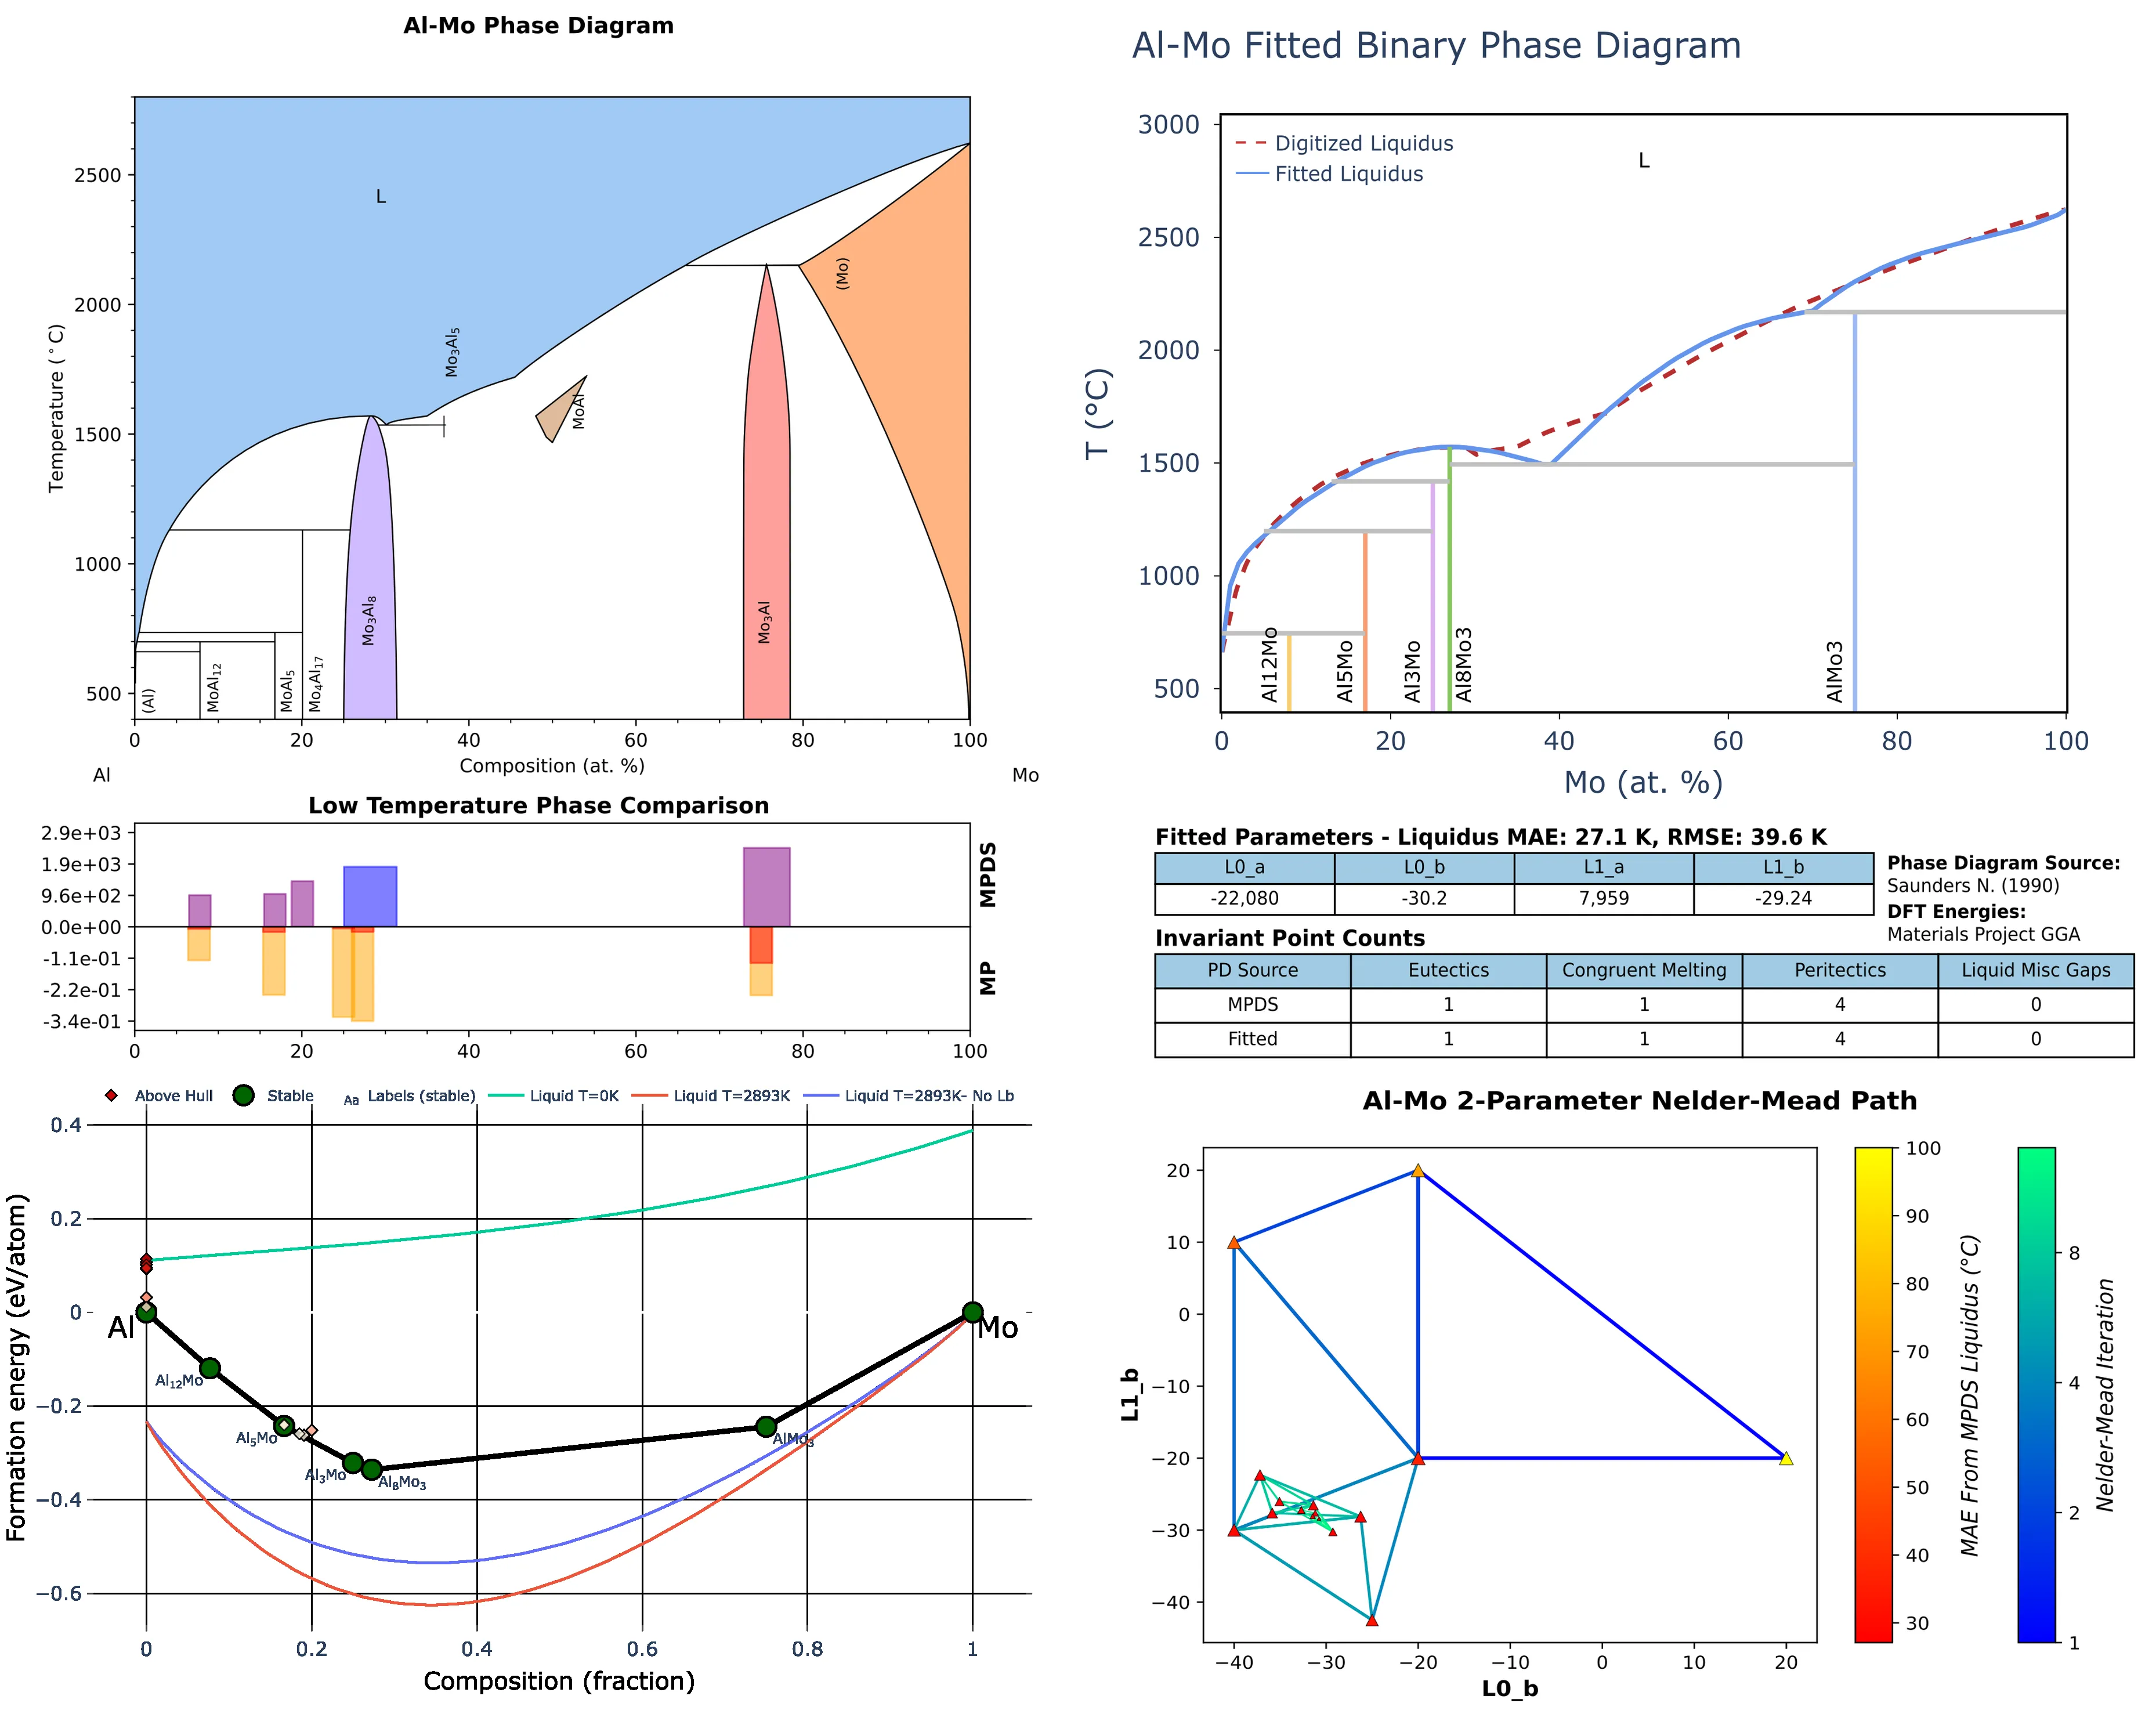 Al-Mo Phase Diagram
Temperature (°C)
2500
2000
1500
1000
500
L
Mo3Al5
MoAl
(Mo)
Mo3Al8
Mo3Al
(Al)
MoAl12
MoAl5
Mo4Al17
0 20 40 60 80 100
Composition (at. %)
Al Mo
Low Temperature Phase Comparison
2.9e+03
1.9e+03
9.6e+02
0.0e+00
-1.1e-01
-2.2e-01
-3.4e-01
MPDS
MP
0 20 40 60 80 100
Above Hull Stable Aa Labels (stable) Liquid T=0K Liquid T=2893K Liquid T=2893K- No Lb
Formation energy (eV/atom)
0.4
0.2
0
−0.2
−0.4
−0.6
Al
Mo
Al12Mo
Al5Mo
Al3Mo
Al8Mo3
AlMo3
0 0.2 0.4 0.6 0.8 1
Composition (fraction)
Al-Mo Fitted Binary Phase Diagram
Digitized Liquidus
Fitted Liquidus
L
T (°C)
3000
2500
2000
1500
1000
500
Al12Mo
Al5Mo
Al3Mo
Al8Mo3
AlMo3
0 20 40 60 80 100
Mo (at. %)
Fitted Parameters - Liquidus MAE: 27.1 K, RMSE: 39.6 K
L0_a L0_b L1_a L1_b
-22,080 -30.2 7,959 -29.24
Phase Diagram Source:
Saunders N. (1990)
DFT Energies:
Materials Project GGA
Invariant Point Counts
PD Source Eutectics Congruent Melting Peritectics Liquid Misc Gaps
MPDS 1 1 4 0
Fitted 1 1 4 0
Al-Mo 2-Parameter Nelder-Mead Path
L1_b
20
10
0
−10
−20
−30
−40
−40 −30 −20 −10 0 10 20
L0_b
100
90
80
70
60
50
40
30
MAE From MPDS Liquidus (°C)
8
4
2
1
Nelder-Mead Iteration